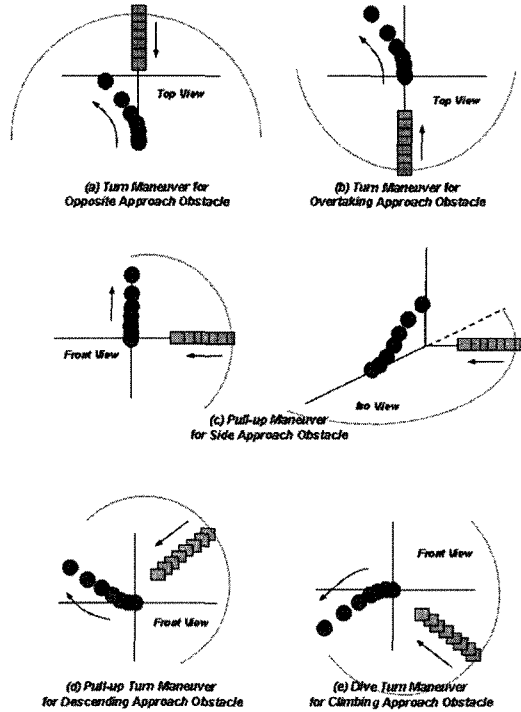 Top View
Top View
(a) Turn Maneuver for
Opposite Approach Obstacle
(b) Turn Maneuver for
Overtaking Approach Obstacle
Front View
Iso View
(c) Pull-up Maneuver
for Side Approach Obstacle
Front View
Front View
(d) Pull-up Turn Maneuver
for Descending Approach Obstacle
(e) Dive Turn Maneuver
for Climbing Approach Obstacle